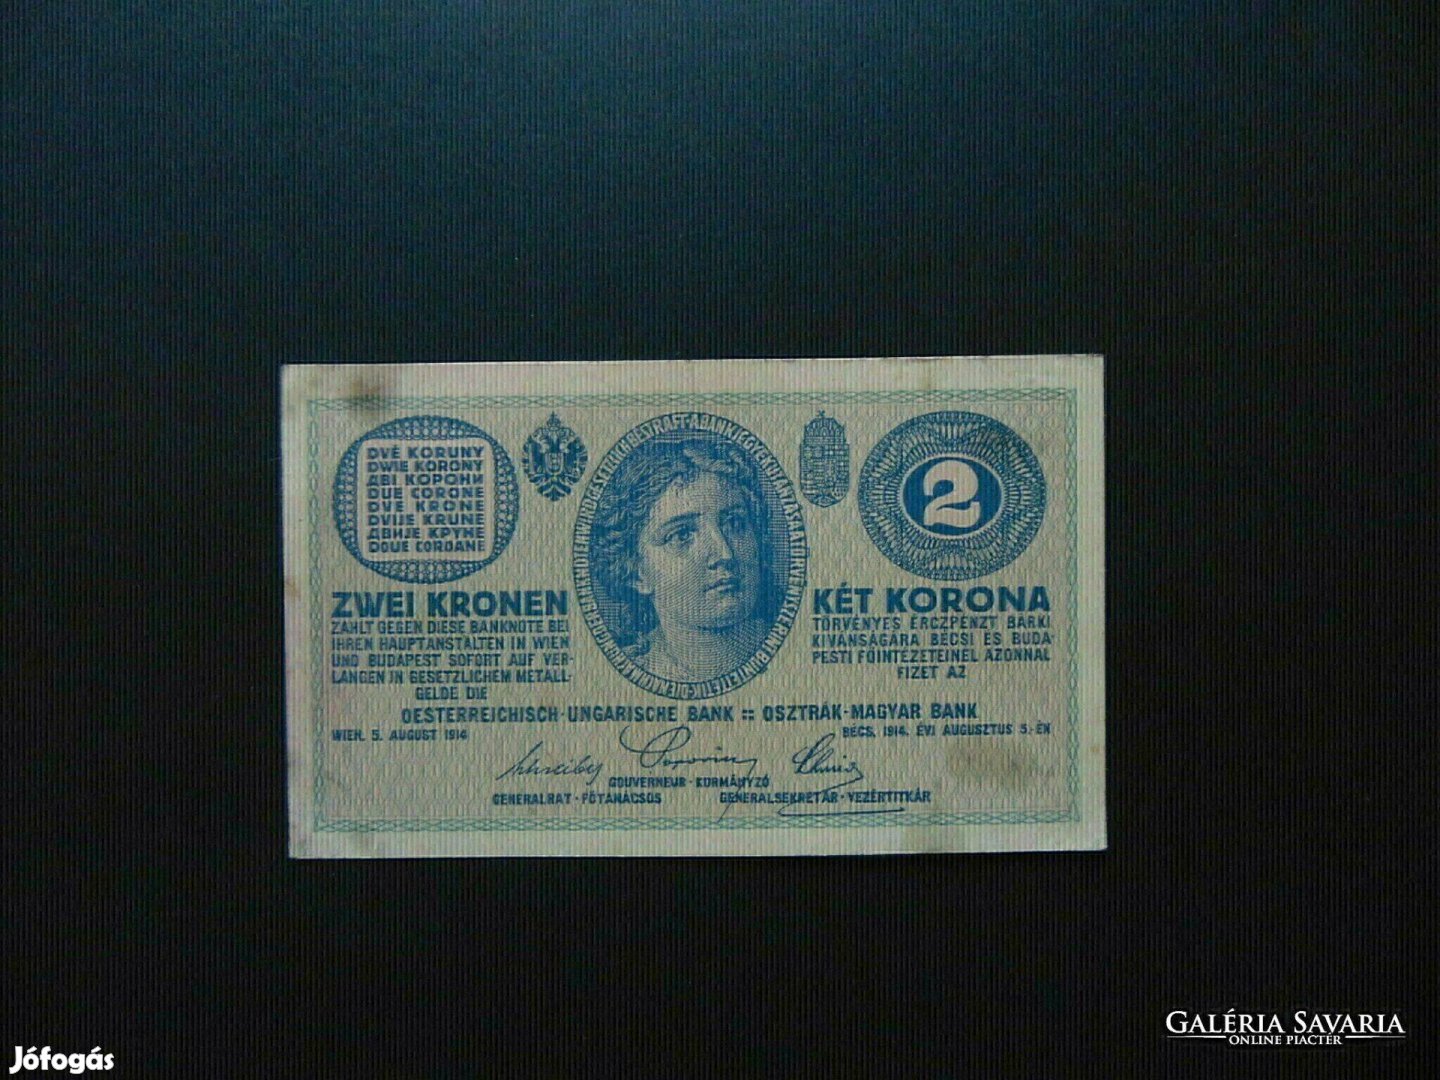 DVĚ KORUNY
DWIE KORONY
ДВІ КОРОНИ
DUE CORONE
DVE KRONE
DVIJE KRUNE
ДВИЈЕ КРУНЕ
DOUE COROANE
2
ZWEI KRONEN
ZAHLT GEGEN DIESE BANKNOTE BEI
IHREN HAUPTANSTALTEN IN WIEN
UND BUDAPEST SOFORT AUF VER-
LANGEN IN GESETZLICHEM METALL-
GELDE DIE
KÉT KORONA
TÖRVÉNYES ÉRCZPÉNZT BÁRKI
KIVÁNSÁGÁRA BÉCSI ÉS BUDA-
PESTI FŐINTÉZETEINÉL AZONNAL
FIZET AZ
OESTERREICHISCH-UNGARISCHE BANK :: OSZTRÁK-MAGYAR BANK
WIEN, 5. AUGUST 1914
BÉCS, 1914. ÉVI AUGUSZTUS 5.-ÉN
GOUVERNEUR · KORMÁNYZÓ
GENERALRAT · FŐTANÁCSOS
GENERALSEKRETÄR · VEZÉRTITKÁR
GALÉRIA SAVARIA
ONLINE PIACTÉR
Jófogás